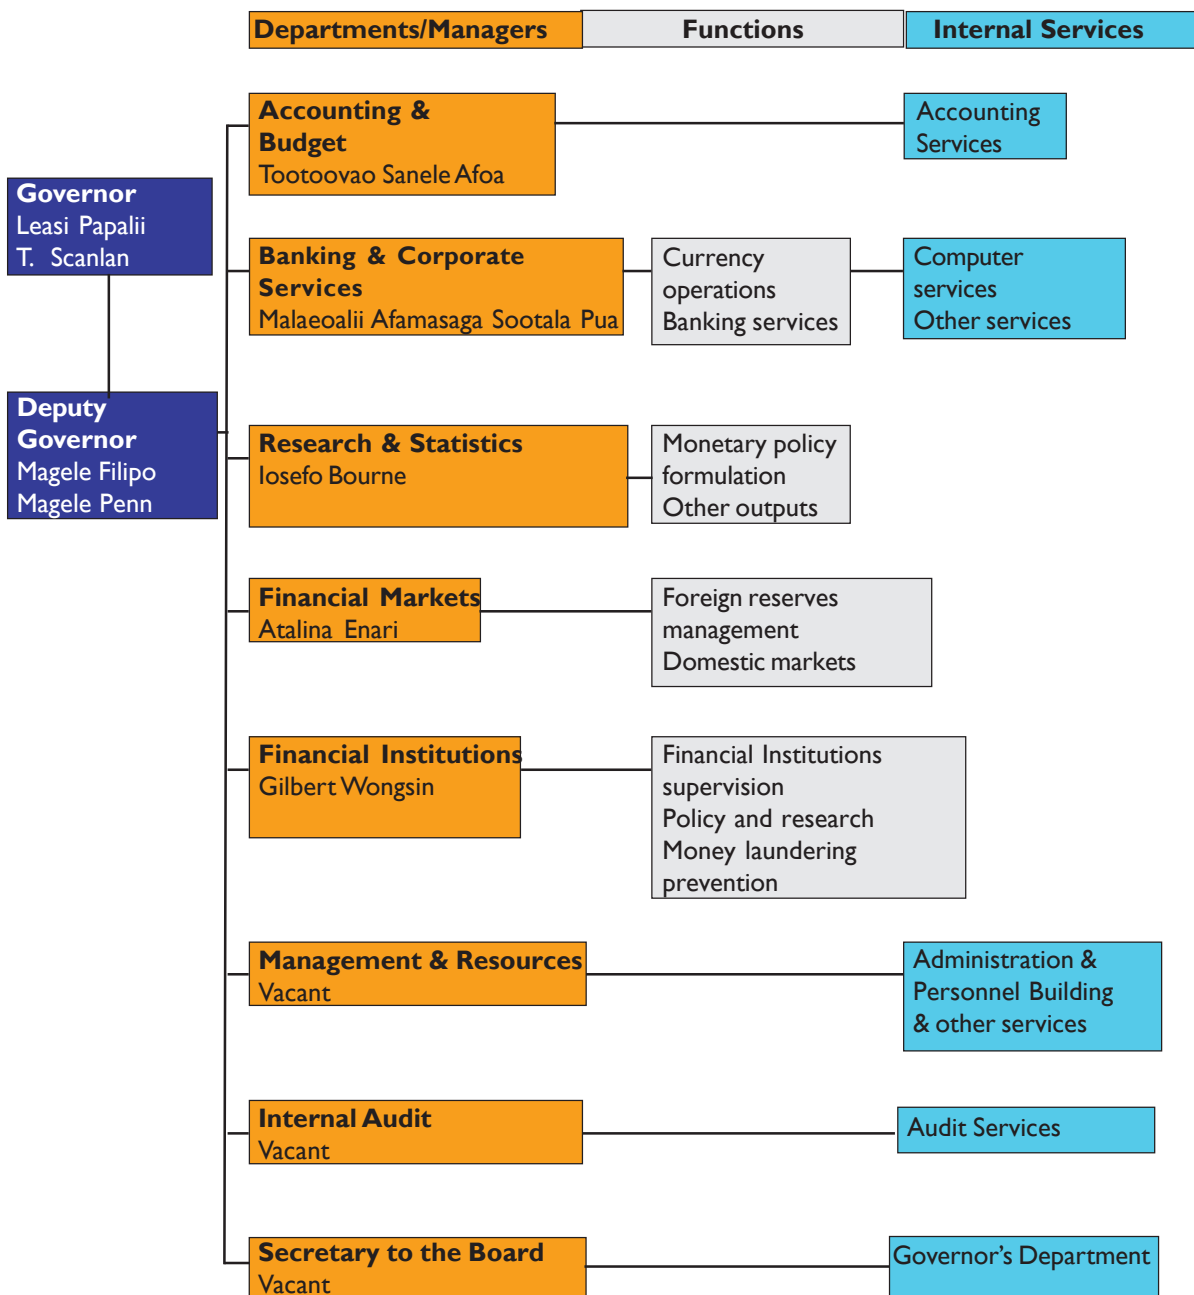 Departments/Managers
Functions
Internal Services
Governor
Leasi Papalii
T. Scanlan
Deputy
Governor
Magele Filipo
Magele Penn
Accounting &
Budget
Tootoovao Sanele Afoa
Accounting
Services
Banking & Corporate
Services
Malaeoalii Afamasaga Sootala Pua
Currency
operations
Banking services
Computer
services
Other services
Research & Statistics
Iosefo Bourne
Monetary policy
formulation
Other outputs
Financial Markets
Atalina Enari
Foreign reserves
management
Domestic markets
Financial Institutions
Gilbert Wongsin
Financial Institutions
supervision
Policy and research
Money laundering
prevention
Management & Resources
Vacant
Administration &
Personnel Building
& other services
Internal Audit
Vacant
Audit Services
Secretary to the Board
Vacant
Governor’s Department